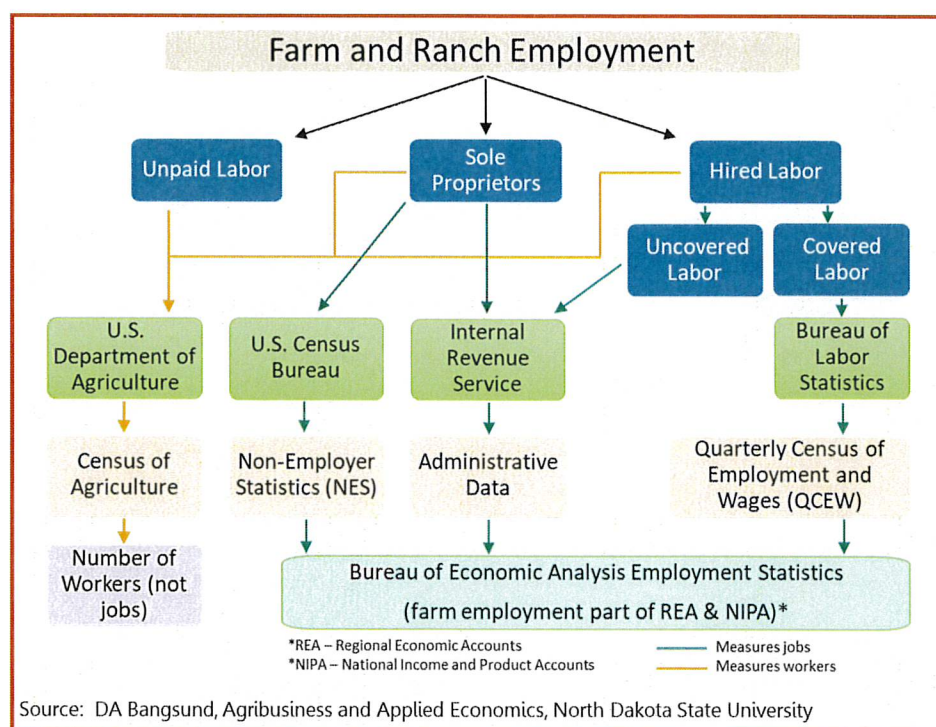 Farm and Ranch Employment
Unpaid Labor
Sole
Proprietors
Hired Labor
Uncovered
Labor
Covered
Labor
U.S.
Department of
Agriculture
U.S. Census
Bureau
Internal
Revenue
Service
Bureau of
Labor
Statistics
Census of
Agriculture
Non-Employer
Statistics (NES)
Administrative
Data
Quarterly Census of
Employment and
Wages (QCEW)
Number of
Workers (not
jobs)
Bureau of Economic Analysis Employment Statistics
(farm employment part of REA & NIPA)*
*REA – Regional Economic Accounts
*NIPA – National Income and Product Accounts
Measures jobs
Measures workers
Source: DA Bangsund, Agribusiness and Applied Economics, North Dakota State University